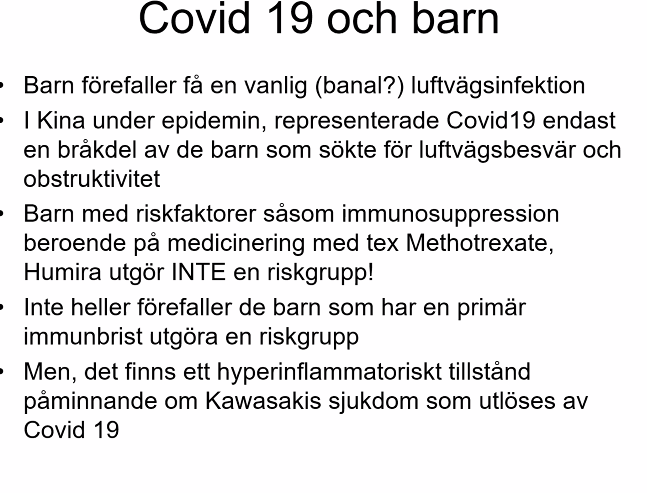 Covid 19 och barn
• Barn förefaller få en vanlig (banal?) luftvägsinfektion
• I Kina under epidemin, representerade Covid19 endast
en bråkdel av de barn som sökte för luftvägsbesvär och
obstruktivitet
• Barn med riskfaktorer såsom immunosuppression
beroende på medicinering med tex Methotrexate,
Humira utgör INTE en riskgrupp!
• Inte heller förefaller de barn som har en primär
immunbrist utgöra en riskgrupp
• Men, det finns ett hyperinflammatoriskt tillstånd
påminnande om Kawasakis sjukdom som utlöses av
Covid 19